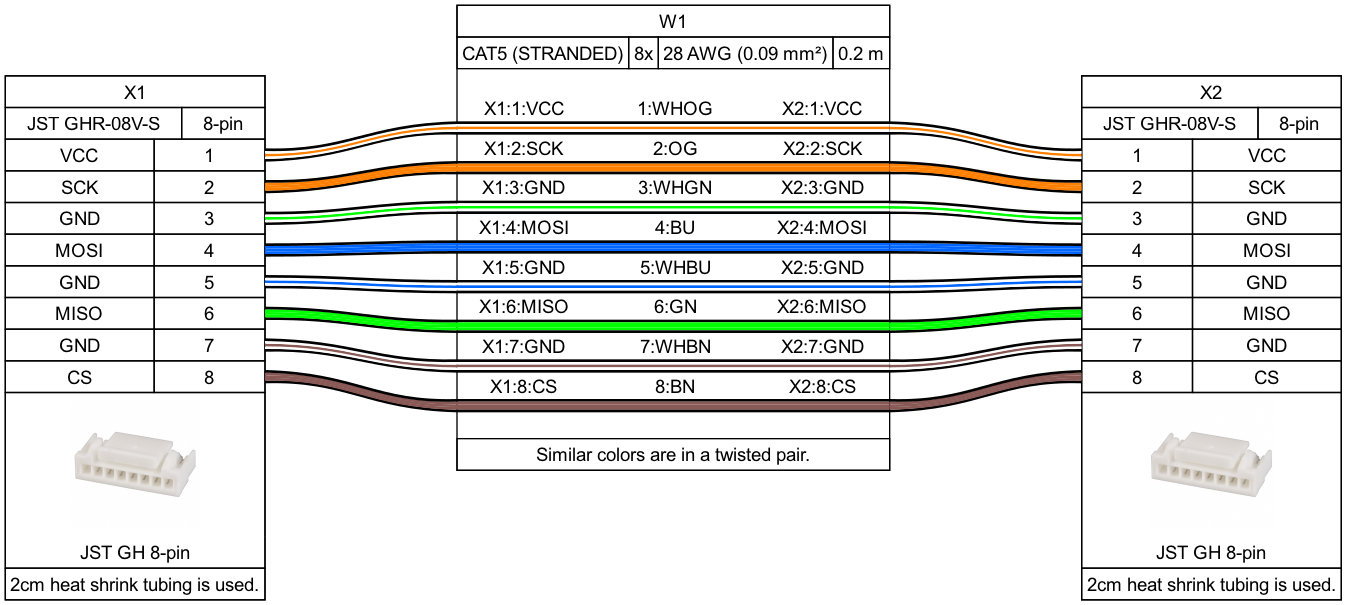 X1
JST GHR-08V-S 8-pin
VCC 1
SCK 2
GND 3
MOSI 4
GND 5
MISO 6
GND 7
CS 8
JST GH 8-pin
2cm heat shrink tubing is used.
W1
CAT5 (STRANDED) 8x 28 AWG (0.09 mm²) 0.2 m
X1:1:VCC 1:WHOG X2:1:VCC
X1:2:SCK 2:OG X2:2:SCK
X1:3:GND 3:WHGN X2:3:GND
X1:4:MOSI 4:BU X2:4:MOSI
X1:5:GND 5:WHBU X2:5:GND
X1:6:MISO 6:GN X2:6:MISO
X1:7:GND 7:WHBN X2:7:GND
X1:8:CS 8:BN X2:8:CS
Similar colors are in a twisted pair.
X2
JST GHR-08V-S 8-pin
1 VCC
2 SCK
3 GND
4 MOSI
5 GND
6 MISO
7 GND
8 CS
JST GH 8-pin
2cm heat shrink tubing is used.